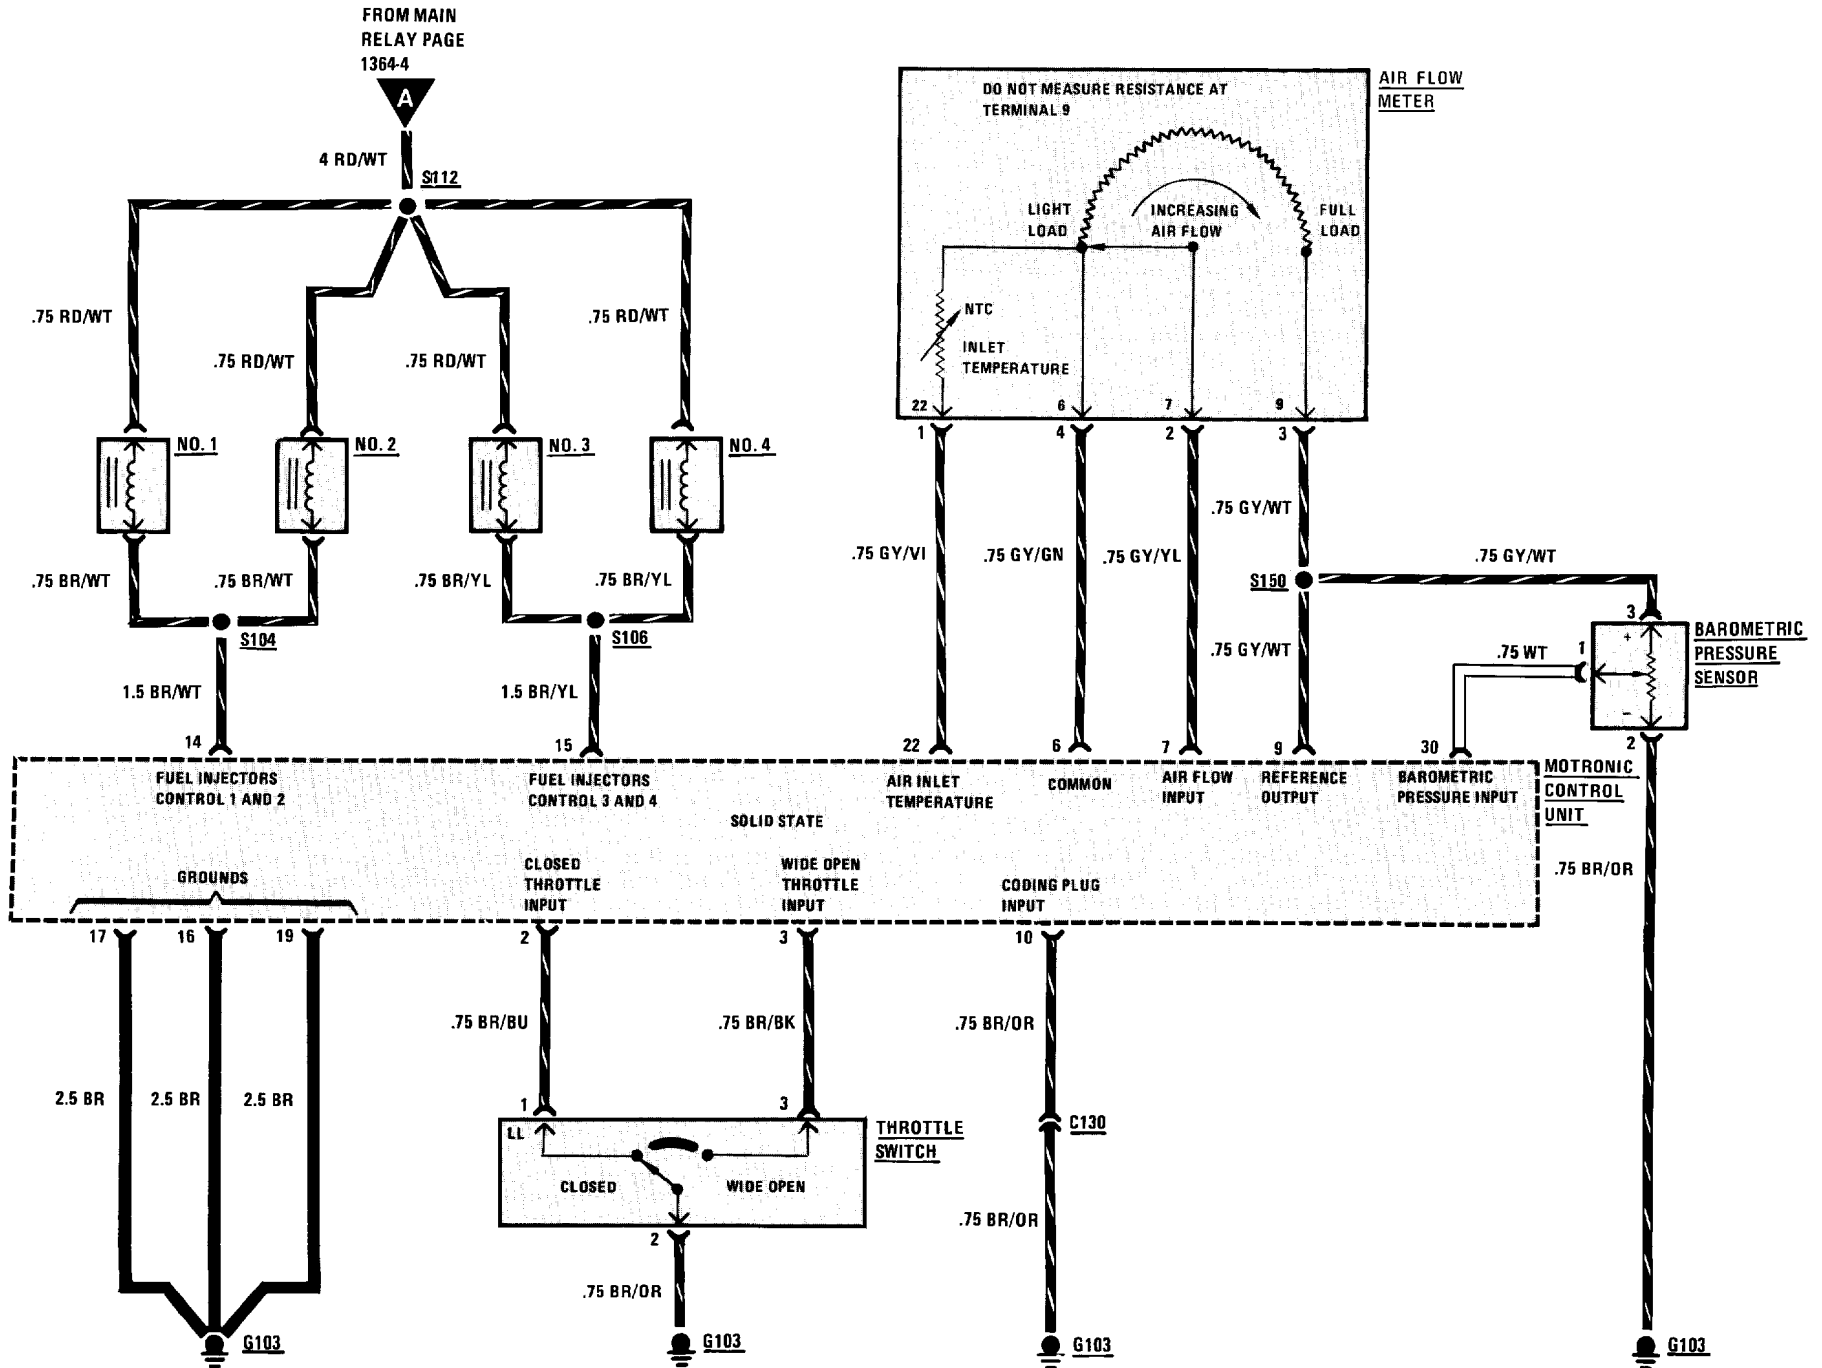 FROM MAIN
RELAY PAGE
1364-4
A
4 RD/WT
S112
.75 RD/WT
.75 RD/WT
.75 RD/WT
.75 RD/WT
NO. 1
NO. 2
NO. 3
NO. 4
.75 BR/WT
.75 BR/WT
.75 BR/YL
.75 BR/YL
S104
S106
1.5 BR/WT
1.5 BR/YL
AIR FLOW
METER
DO NOT MEASURE RESISTANCE AT
TERMINAL 9
LIGHT
LOAD
INCREASING
AIR FLOW
FULL
LOAD
NTC
INLET
TEMPERATURE
22
6
7
9
1
4
2
3
.75 GY/VI
.75 GY/GN
.75 GY/YL
.75 GY/WT
S150
.75 GY/WT
.75 GY/WT
3
+
1
–
2
.75 WT
BAROMETRIC
PRESSURE
SENSOR
14
15
22
6
7
9
30
FUEL INJECTORS
CONTROL 1 AND 2
FUEL INJECTORS
CONTROL 3 AND 4
AIR INLET
TEMPERATURE
COMMON
AIR FLOW
INPUT
REFERENCE
OUTPUT
BAROMETRIC
PRESSURE INPUT
MOTRONIC
CONTROL
UNIT
SOLID STATE
GROUNDS
CLOSED
THROTTLE
INPUT
WIDE OPEN
THROTTLE
INPUT
CODING PLUG
INPUT
.75 BR/OR
17
16
19
2
3
10
2.5 BR
2.5 BR
2.5 BR
.75 BR/BU
.75 BR/BK
.75 BR/OR
1
3
LL
CLOSED
WIDE OPEN
THROTTLE
SWITCH
C130
2
.75 BR/OR
.75 BR/OR
G103
G103
G103
G103